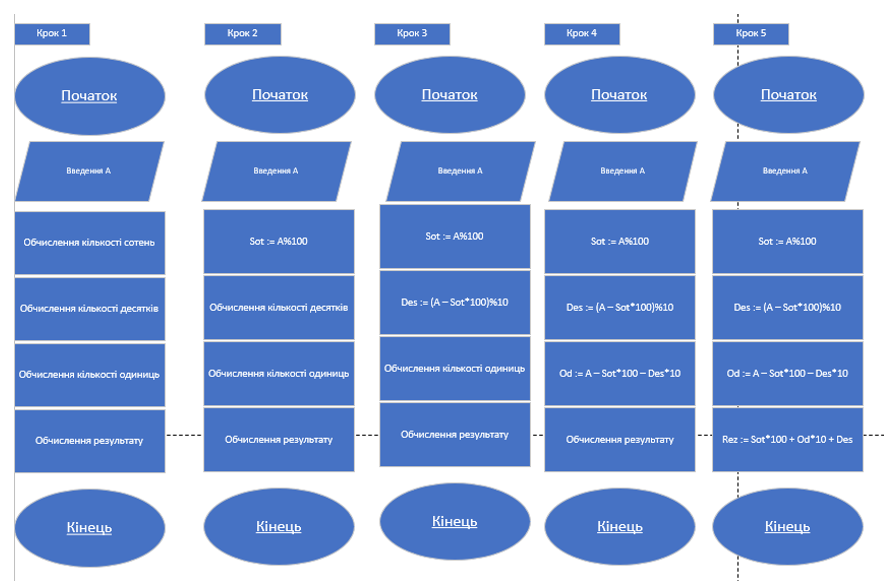 Крок 1
Початок
Введення А
Обчислення кількості сотень
Обчислення кількості десятків
Обчислення кількості одиниць
Обчислення результату
Кінець
Крок 2
Початок
Введення А
Sot := A%100
Обчислення кількості десятків
Обчислення кількості одиниць
Обчислення результату
Кінець
Крок 3
Початок
Введення А
Sot := A%100
Des := (A – Sot*100)%10
Обчислення кількості одиниць
Обчислення результату
Кінець
Крок 4
Початок
Введення А
Sot := A%100
Des := (A – Sot*100)%10
Od := A – Sot*100 – Des*10
Обчислення результату
Кінець
Крок 5
Початок
Введення А
Sot := A%100
Des := (A – Sot*100)%10
Od := A – Sot*100 – Des*10
Rez := Sot*100 + Od*10 + Des
Кінець